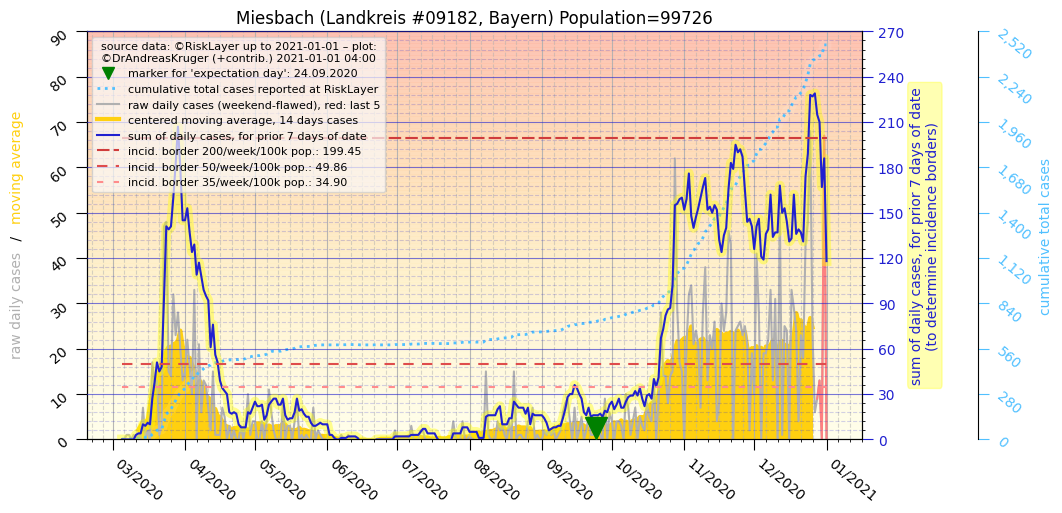 Miesbach (Landkreis #09182, Bayern) Population=99726
source data: ©RiskLayer up to 2021-01-01 – plot:
©DrAndreasKruger (+contrib.) 2021-01-01 04:00
marker for 'expectation day': 24.09.2020
cumulative total cases reported at RiskLayer
raw daily cases (weekend-flawed), red: last 5
centered moving average, 14 days cases
sum of daily cases, for prior 7 days of date
incid. border 200/week/100k pop.: 199.45
incid. border 50/week/100k pop.: 49.86
incid. border 35/week/100k pop.: 34.90
raw daily cases / moving average
90
80
70
60
50
40
30
20
10
0
03/2020
04/2020
05/2020
06/2020
07/2020
08/2020
09/2020
10/2020
11/2020
12/2020
01/2021
270
240
210
180
150
120
90
60
30
0
sum of daily cases, for prior 7 days of date
(to determine incidence borders)
2,520
2,240
1,960
1,680
1,400
1,120
840
560
280
0
cumulative total cases